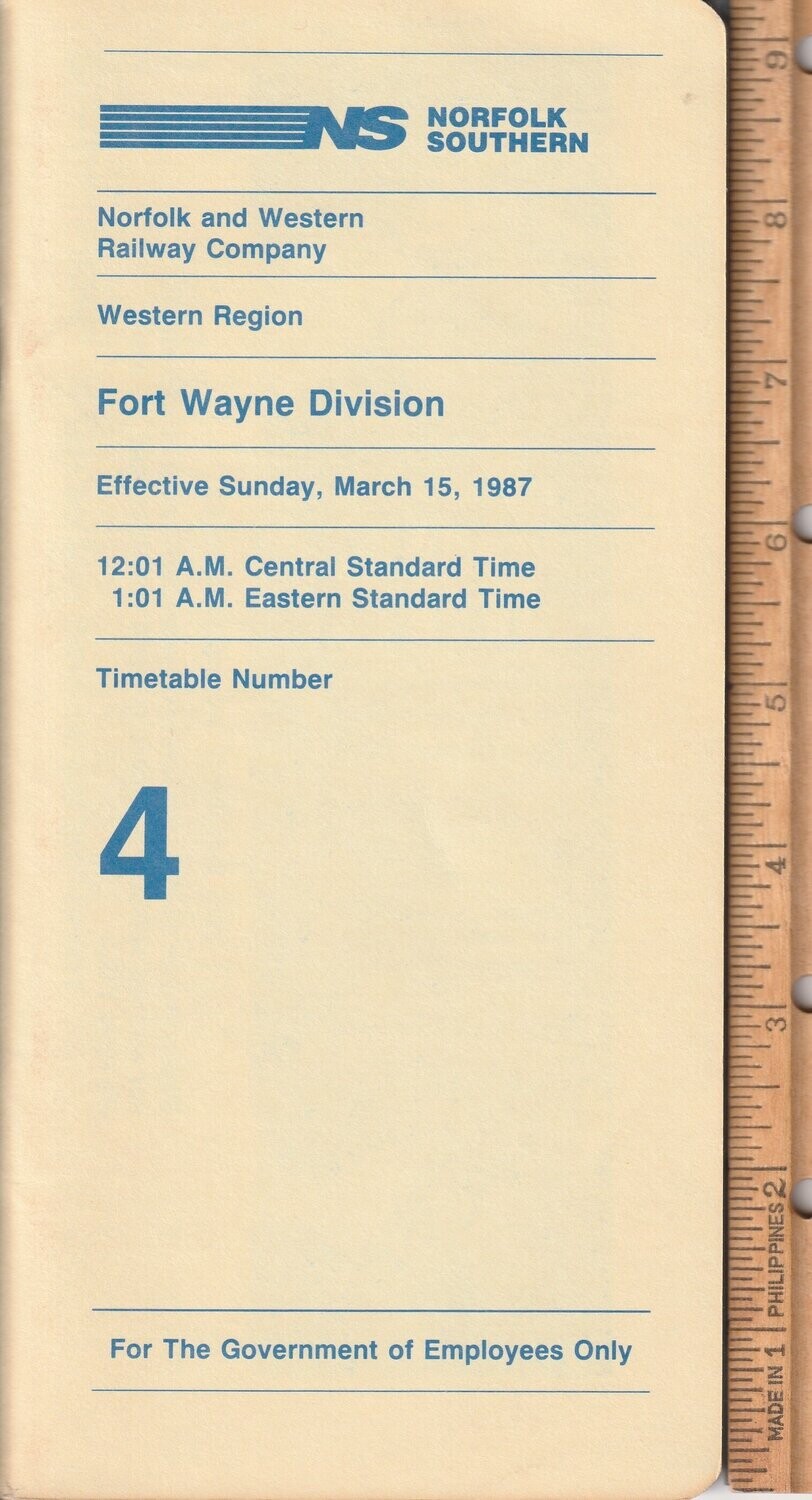 NS NORFOLK
SOUTHERN
Norfolk and Western
Railway Company
Western Region
Fort Wayne Division
Effective Sunday, March 15, 1987
12:01 A.M. Central Standard Time
1:01 A.M. Eastern Standard Time
Timetable Number
4
For The Government of Employees Only
9
8
7
6
5
4
3
2
1
MADE IN PHILIPPINES